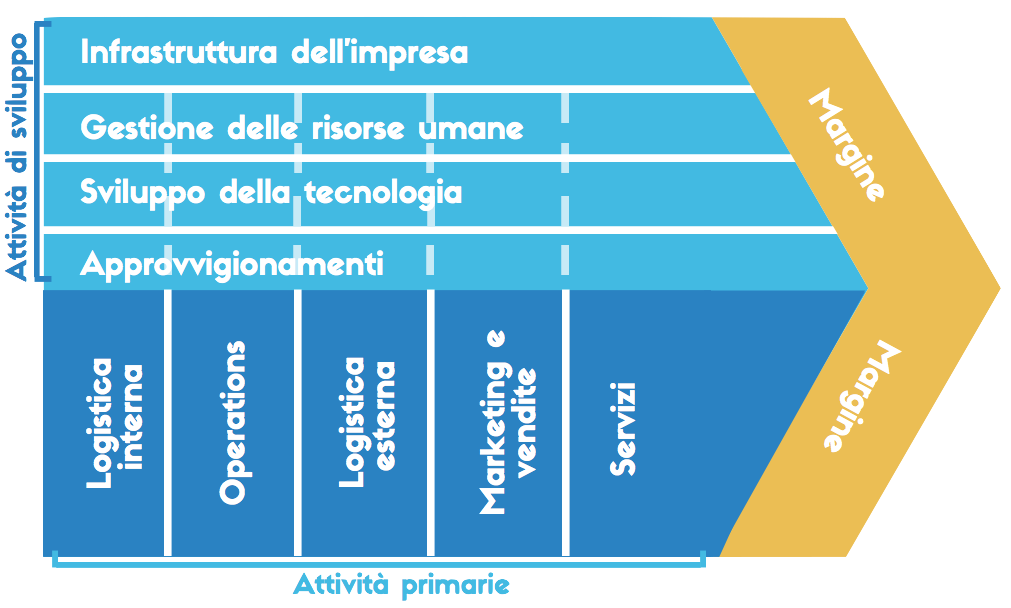 Attività di sviluppo
Infrastruttura dell'impresa
Gestione delle risorse umane
Sviluppo della tecnologia
Appravvigionamenti
Logistica
interna
Operations
Logistica
esterna
Marketing e
vendite
Servizi
Margine
Margine
Attività primarie